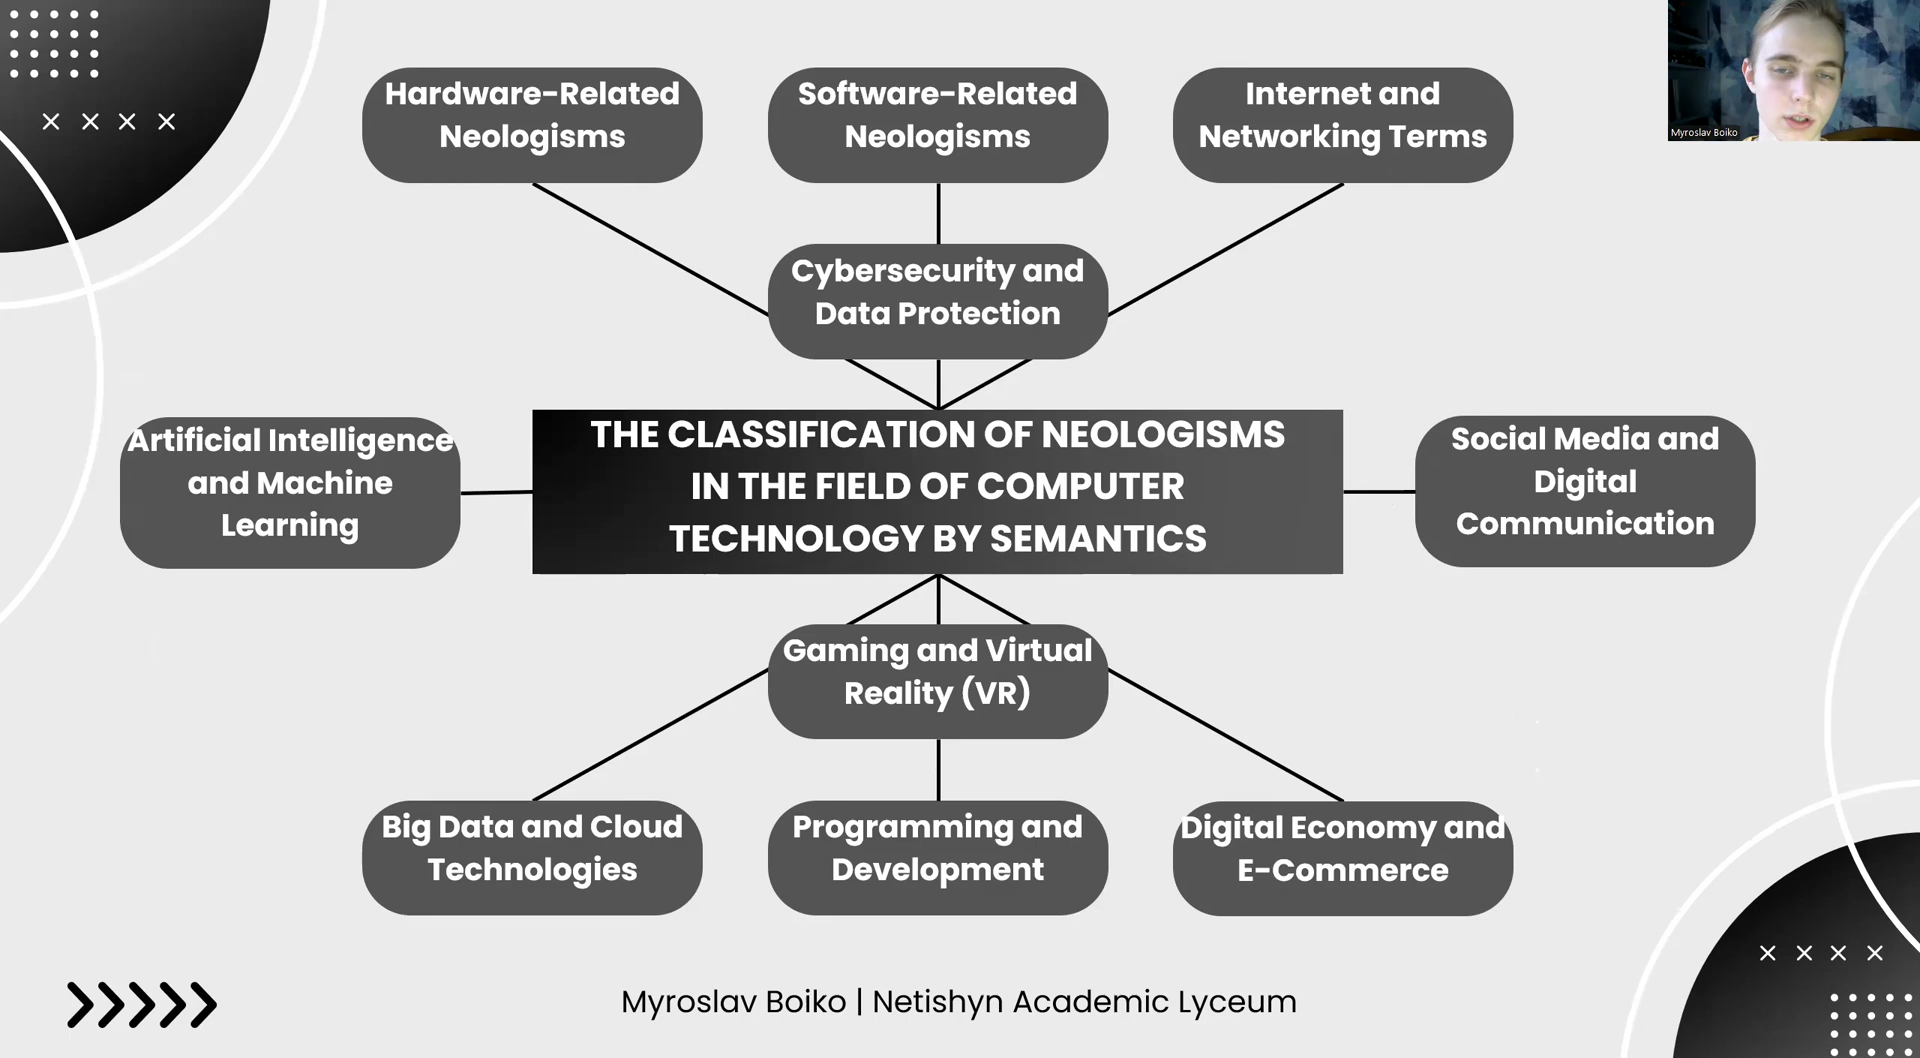 Hardware-Related
Neologisms
Software-Related
Neologisms
Internet and
Networking Terms
Myroslav Boiko
Cybersecurity and
Data Protection
Artificial Intelligence
and Machine
Learning
THE CLASSIFICATION OF NEOLOGISMS
IN THE FIELD OF COMPUTER
TECHNOLOGY BY SEMANTICS
Social Media and
Digital
Communication
Gaming and Virtual
Reality (VR)
Big Data and Cloud
Technologies
Programming and
Development
Digital Economy and
E-Commerce
Myroslav Boiko | Netishyn Academic Lyceum